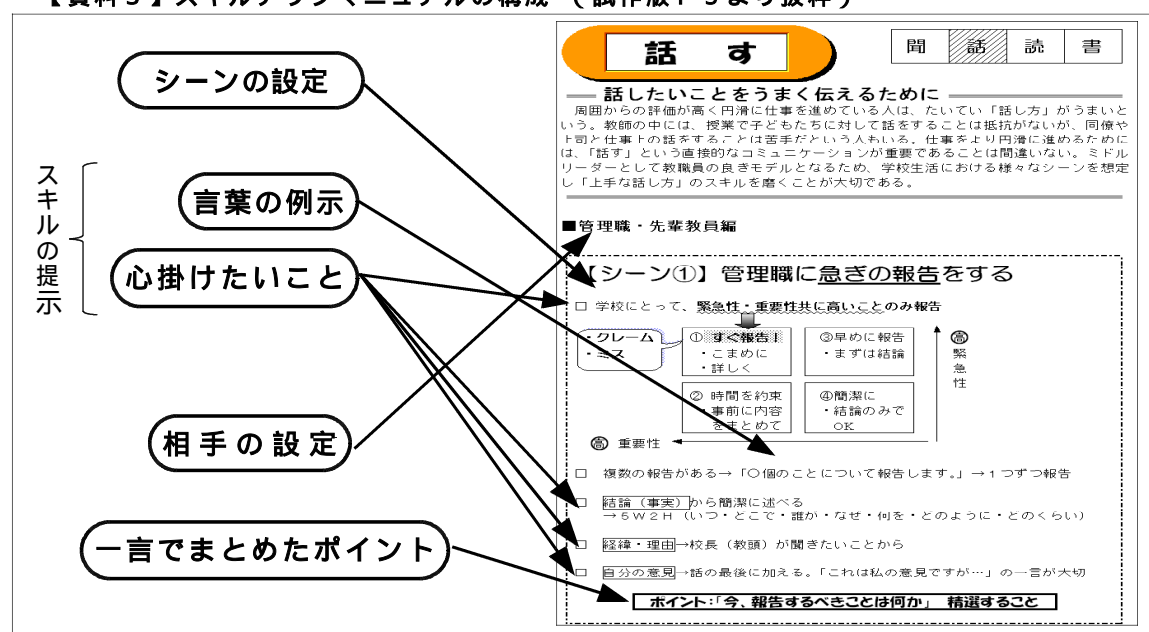 【資料５】スキルアップマニュアルの構成 （試作版Ｐ５より抜粋）
シーンの設定
スキルの提示
言葉の例示
心掛けたいこと
相手の設定
一言でまとめたポイント
話 す
聞 話 読 書
話したいことをうまく伝えるために
周囲からの評価が高く円滑に仕事を進めている人は、たいてい「話し方」がうまいと
いう。教師の中には、授業で子どもたちに対して話をすることは抵抗がないが、同僚や
上司と仕事上の話をすることは苦手だという人もいる。仕事をより円滑に進めるために
は、「話す」という直接的なコミュニケーションが重要であることは間違いない。ミドル
リーダーとして教職員の良きモデルとなるため、学校生活における様々なシーンを想定
し「上手な話し方」のスキルを磨くことが大切である。
■管理職・先輩教員編
【シーン①】管理職に急ぎの報告をする
□ 学校にとって、緊急性・重要性共に高いことのみ報告
・クレーム
・ミス
① すぐ報告！
・こまめに
・詳しく
③早めに報告
・まずは結論
高 緊急性
② 時間を約束
・事前に内容
をまとめて
④簡潔に
・結論のみで
OK
高 重要性
□ 複数の報告がある→「○個のことについて報告します。」→１つずつ報告
□ 結論（事実）から簡潔に述べる
→５Ｗ２Ｈ（いつ・どこで・誰が・なぜ・何を・どのように・どのくらい）
□ 経緯・理由→校長（教頭）が聞きたいことから
□ 自分の意見→話の最後に加える。「これは私の意見ですが…」の一言が大切
ポイント：「今、報告するべきことは何か」 精選すること